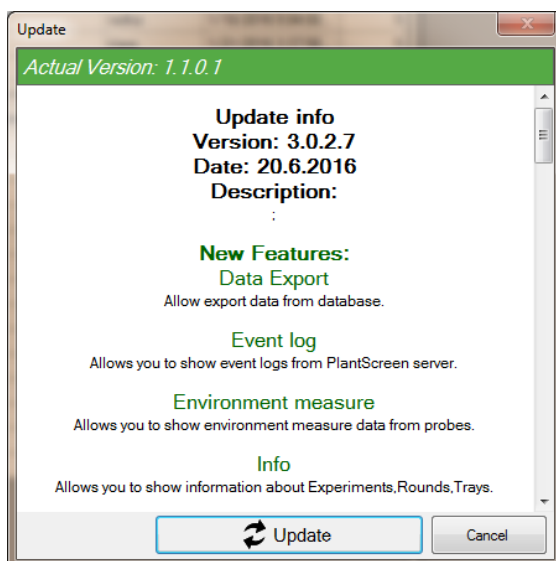 Update
Actual Version: 1.1.0.1
Update info
Version: 3.0.2.7
Date: 20.6.2016
Description:
;
New Features:
Data Export
Allow export data from database.
Event log
Allows you to show event logs from PlantScreen server.
Environment measure
Allows you to show environment measure data from probes.
Info
Allows you to show information about Experiments,Rounds,Trays.
Update
Cancel